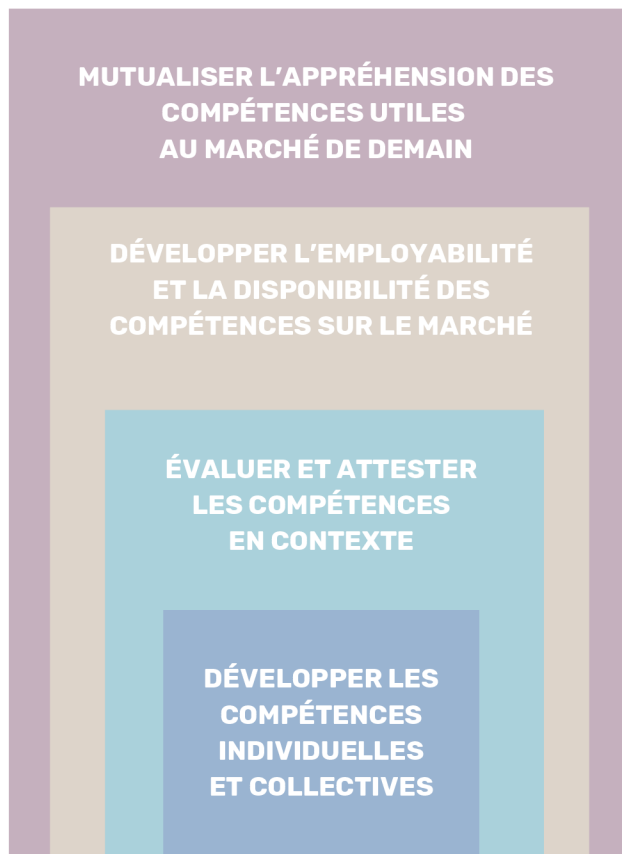 MUTUALISER L’APPRÉHENSION DES
COMPÉTENCES UTILES
AU MARCHÉ DE DEMAIN
DÉVELOPPER L’EMPLOYABILITÉ
ET LA DISPONIBILITÉ DES
COMPÉTENCES SUR LE MARCHÉ
ÉVALUER ET ATTESTER
LES COMPÉTENCES
EN CONTEXTE
DÉVELOPPER LES
COMPÉTENCES
INDIVIDUELLES
ET COLLECTIVES